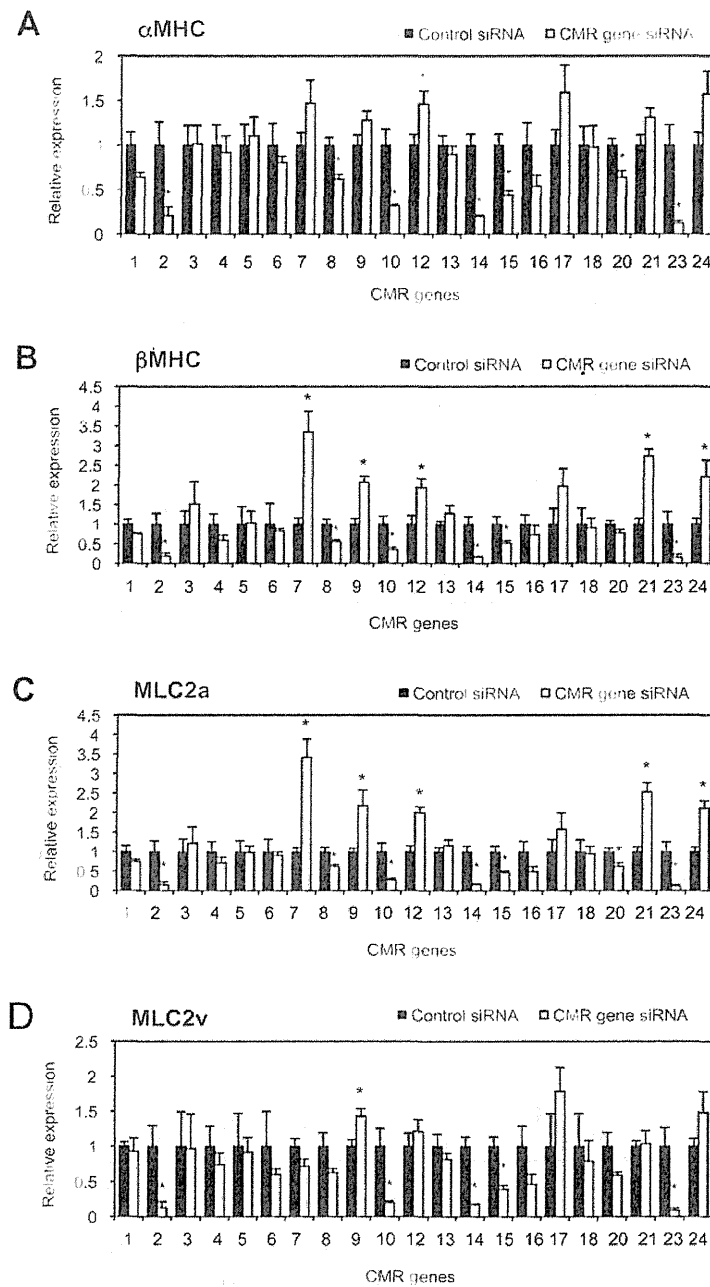 A
αMHC
Control siRNA CMR gene siRNA
Relative expression
2
1.5
1
0.5
0
1 2 3 4 5 6 7 8 9 10 12 13 14 15 16 17 18 20 21 23 24
CMR genes
B
βMHC
Control siRNA CMR gene siRNA
Relative expression
4.5
4
3.5
3
2.5
2
1.5
1
0.5
0
1 2 3 4 5 6 7 8 9 10 12 13 14 15 16 17 18 20 21 23 24
CMR genes
C
MLC2a
Control siRNA CMR gene siRNA
Relative expression
4.5
4
3.5
3
2.5
2
1.5
1
0.5
0
1 2 3 4 5 6 7 8 9 10 12 13 14 15 16 17 18 20 21 23 24
CMR genes
D
MLC2v
Control siRNA CMR gene siRNA
Relative expression
2.5
2
1.5
1
0.5
0
1 2 3 4 5 6 7 8 9 10 12 13 14 15 16 17 18 20 21 23 24
CMR genes